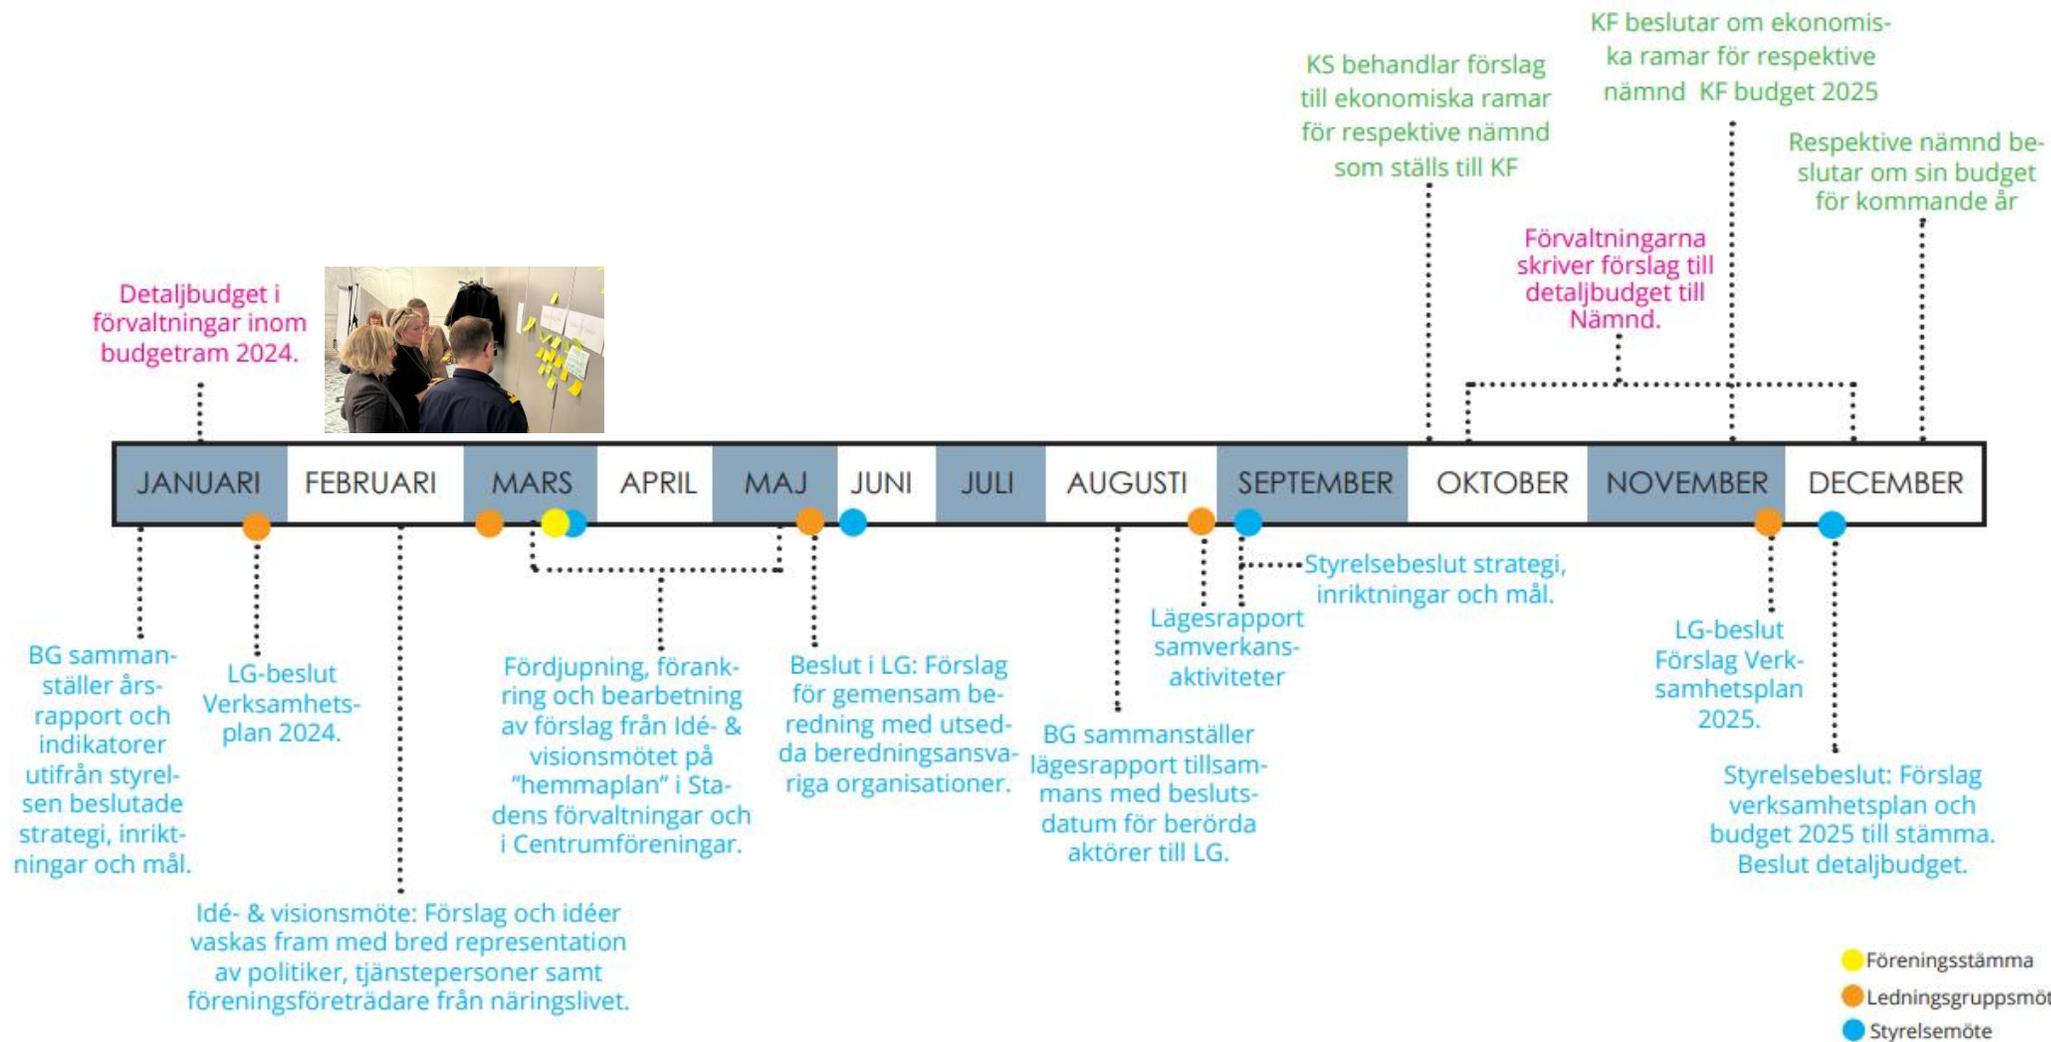 KF beslutar om ekonomis-
ka ramar för respektive
nämnd KF budget 2025
KS behandlar förslag
till ekonomiska ramar
för respektive nämnd
som ställs till KF
Respektive nämnd be-
slutar om sin budget
för kommande år
Förvaltningarna
skriver förslag till
detaljbudget till
Nämnd.
Detaljbudget i
förvaltningar inom
budgetram 2024.
JANUARI
FEBRUARI
MARS
APRIL
MAJ
JUNI
JULI
AUGUSTI
SEPTEMBER
OKTOBER
NOVEMBER
DECEMBER
BG samman-
ställer års-
rapport och
indikatorer
utifrån styrel-
sen beslutade
strategi, inrikt-
ningar och mål.
LG-beslut
Verksamhets-
plan 2024.
Idé- & visionsmöte: Förslag och idéer
vaskas fram med bred representation
av politiker, tjänstepersoner samt
föreningsföreträdare från näringslivet.
Fördjupning, förank-
ring och bearbetning
av förslag från Idé- &
visionsmötet på
”hemmaplan” i Sta-
dens förvaltningar och
i Centrumföreningar.
Beslut i LG: Förslag
för gemensam be-
redning med utsed-
da beredningsansva-
riga organisationer.
BG sammanställer
lägesrapport tillsam-
mans med besluts-
datum för berörda
aktörer till LG.
Lägesrapport
samverkans-
aktiviteter
Styrelsebeslut strategi,
inriktningar och mål.
LG-beslut
Förslag Verk-
samhetsplan
2025.
Styrelsebeslut: Förslag
verksamhetsplan och
budget 2025 till stämma.
Beslut detaljbudget.
Föreningsstämma
Ledningsgruppsmöt
Styrelsemöte